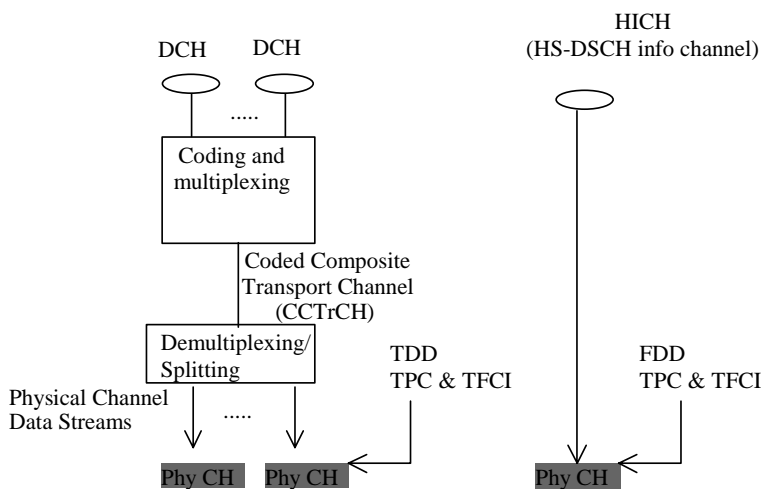 DCH DCH
.....
Coding and
multiplexing
Coded Composite
Transport Channel
(CCTrCH)
Demultiplexing/
Splitting
Physical Channel
Data Streams
.....
TDD
TPC & TFCI
Phy CH Phy CH
HICH
(HS-DSCH info channel)
FDD
TPC & TFCI
Phy CH